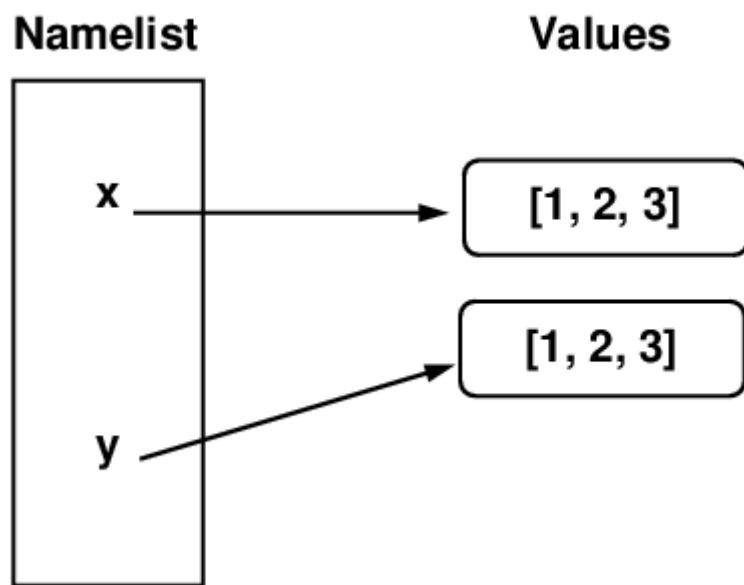 Namelist
Values
x
[1, 2, 3]
[1, 2, 3]
y